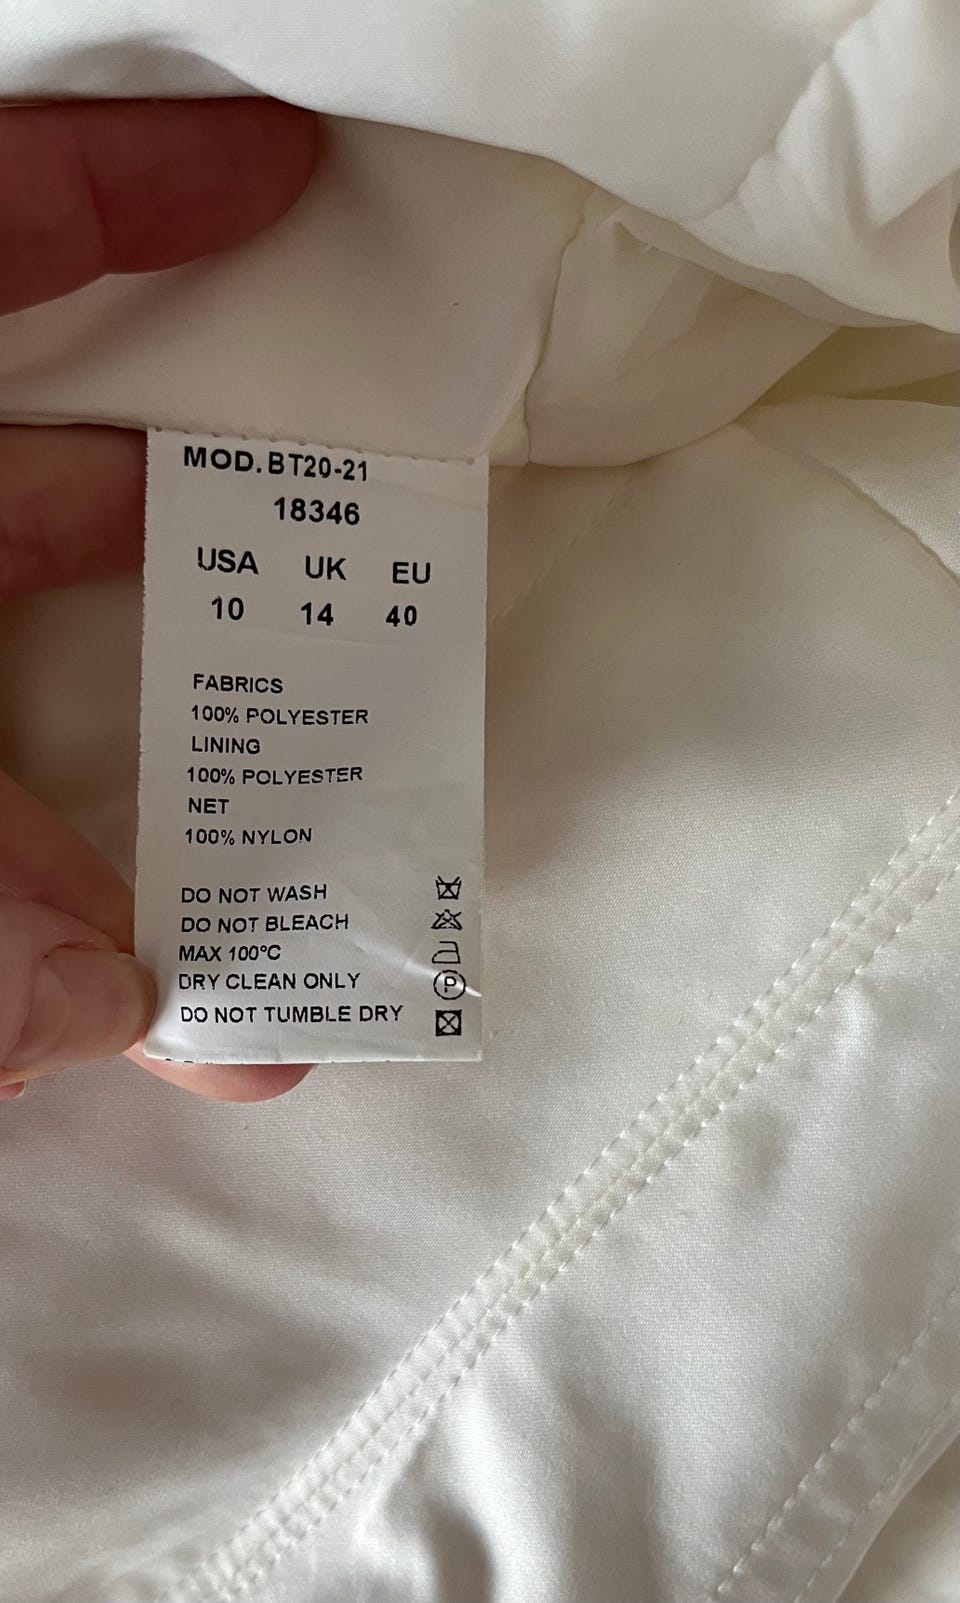 MOD.BT20-21
18346
USA UK EU
10 14 40
FABRICS
100% POLYESTER
LINING
100% POLYESTER
NET
100% NYLON
DO NOT WASH
DO NOT BLEACH
MAX 100°C
DRY CLEAN ONLY
P
DO NOT TUMBLE DRY